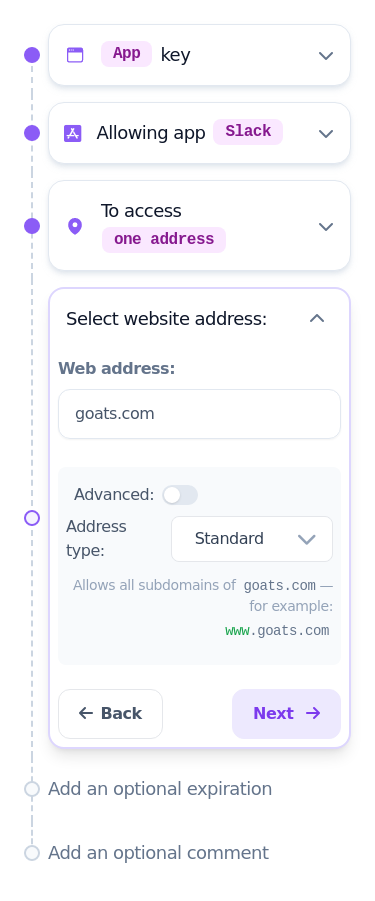 App key
Allowing app Slack
To access
one address
Select website address:
Web address:
goats.com
Advanced:
Address
type:
Standard
Allows all subdomains of goats.com —
for example:
www.goats.com
Back
Next
Add an optional expiration
Add an optional comment